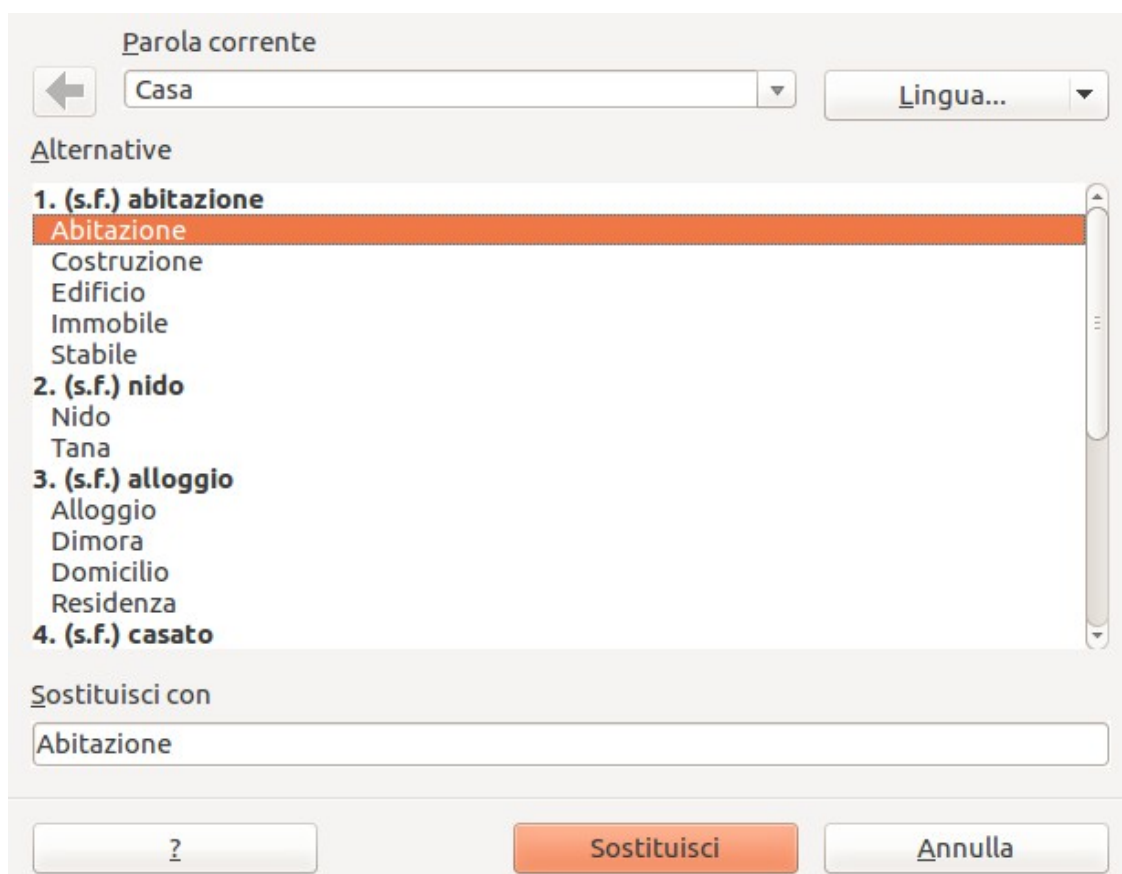 Parola corrente
Casa
Lingua...
Alternative
1. (s.f.) abitazione
Abitazione
Costruzione
Edificio
Immobile
Stabile
2. (s.f.) nido
Nido
Tana
3. (s.f.) alloggio
Alloggio
Dimora
Domicilio
Residenza
4. (s.f.) casato
Sostituisci con
Abitazione
?
Sostituisci
Annulla